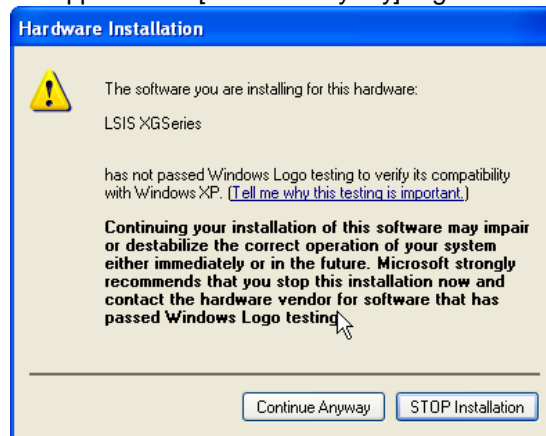 Hardware Installation
The software you are installing for this hardware:
LSIS XGSeries
has not passed Windows Logo testing to verify its compatibility
with Windows XP. (Tell me why this testing is important.)
Continuing your installation of this software may impair
or destabilize the correct operation of your system
either immediately or in the future. Microsoft strongly
recommends that you stop this installation now and
contact the hardware vendor for software that has
passed Windows Logo testing.
Continue Anyway
STOP Installation